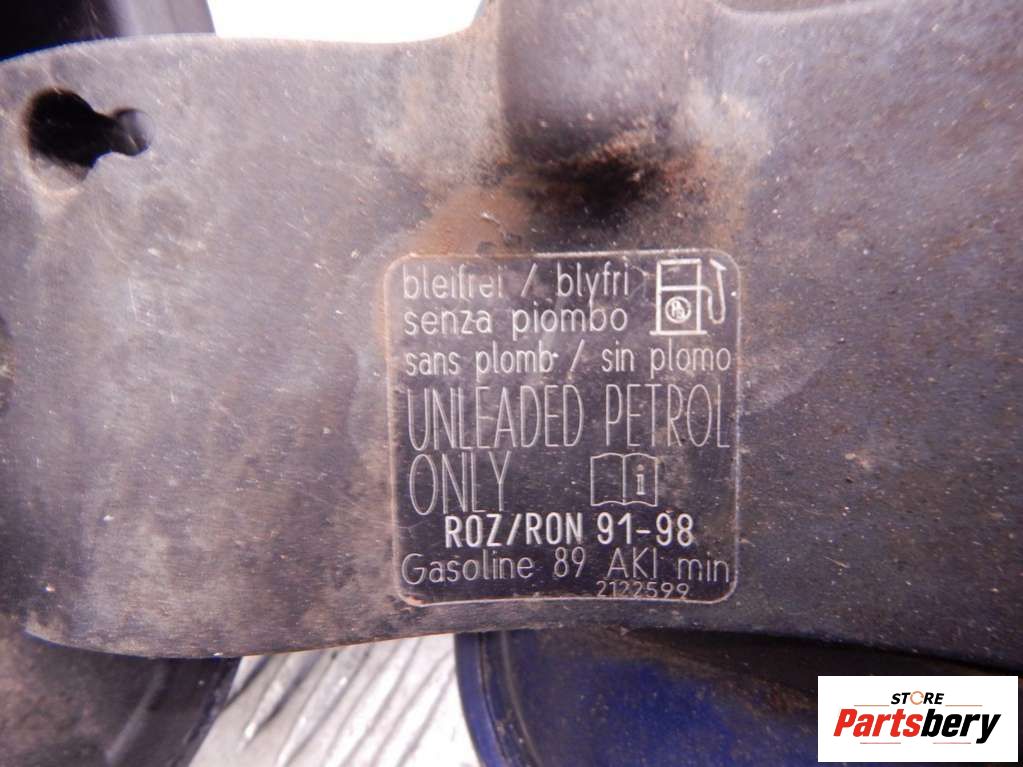 bleifrei / blyfri
senza piombo
sans plomb / sin plomo
UNLEADED PETROL
ONLY
i
ROZ/RON 91-98
Gasoline 89 AKI min
2122599
STORE
Partsbery